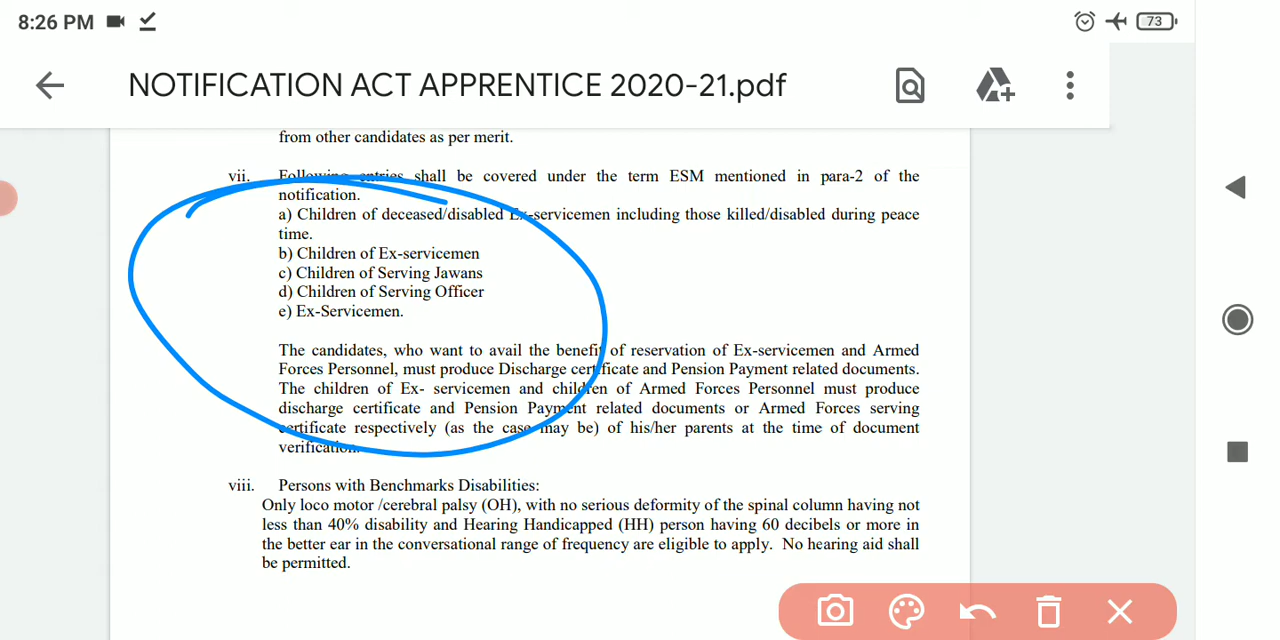 8:26 PM
73
NOTIFICATION ACT APPRENTICE 2020-21.pdf
from other candidates as per merit.
vii. Following entries shall be covered under the term ESM mentioned in para-2 of the
notification.
a) Children of deceased/disabled Ex-servicemen including those killed/disabled during peace
time.
b) Children of Ex-servicemen
c) Children of Serving Jawans
d) Children of Serving Officer
e) Ex-Servicemen.
The candidates, who want to avail the benefit of reservation of Ex-servicemen and Armed
Forces Personnel, must produce Discharge certificate and Pension Payment related documents.
The children of Ex- servicemen and children of Armed Forces Personnel must produce
discharge certificate and Pension Payment related documents or Armed Forces serving
certificate respectively (as the case may be) of his/her parents at the time of document
verification.
viii. Persons with Benchmarks Disabilities:
Only loco motor /cerebral palsy (OH), with no serious deformity of the spinal column having not
less than 40% disability and Hearing Handicapped (HH) person having 60 decibels or more in
the better ear in the conversational range of frequency are eligible to apply. No hearing aid shall
be permitted.